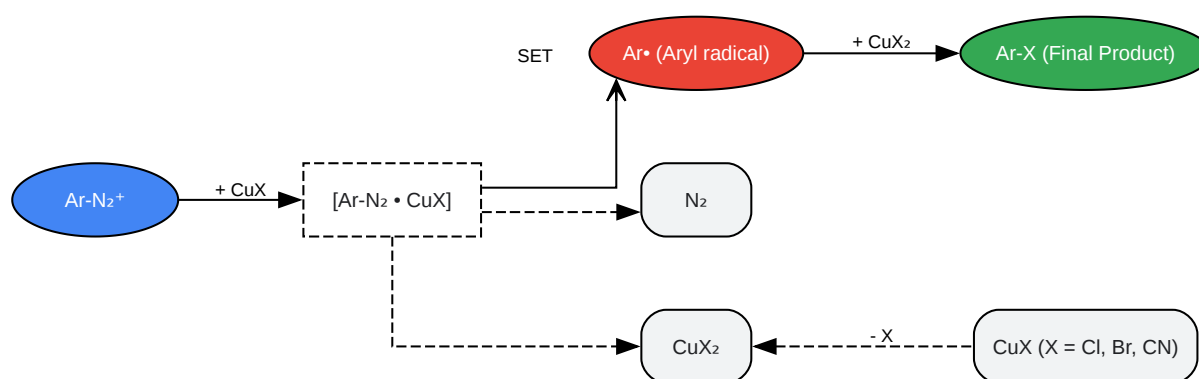 SET
Ar• (Aryl radical)
+ CuX₂
Ar-X (Final Product)
Ar-N₂⁺
+ CuX
[Ar-N₂ • CuX]
N₂
CuX₂
- X
CuX (X = Cl, Br, CN)